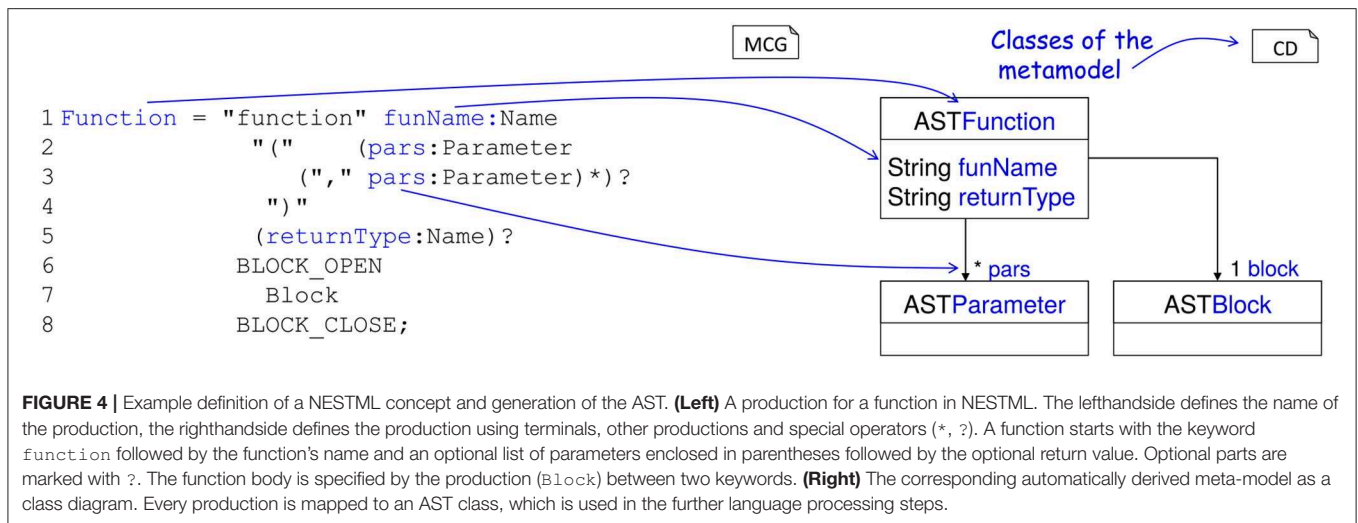 MCG
Classes of the
metamodel
CD
1 Function = "function" funName:Name
2 "(" (pars:Parameter
3 ("," pars:Parameter)*)?
4 ")"
5 (returnType:Name)?
6 BLOCK_OPEN
7 Block
8 BLOCK_CLOSE;
ASTFunction
String funName
String returnType
* pars
1 block
ASTParameter
ASTBlock
FIGURE 4 | Example definition of a NESTML concept and generation of the AST. (Left) A production for a function in NESTML. The lefthandside defines the name of
the production, the righthandside defines the production using terminals, other productions and special operators (*, ?). A function starts with the keyword
function followed by the function's name and an optional list of parameters enclosed in parentheses followed by the optional return value. Optional parts are
marked with ?. The function body is specified by the production (Block) between two keywords. (Right) The corresponding automatically derived meta-model as a
class diagram. Every production is mapped to an AST class, which is used in the further language processing steps.